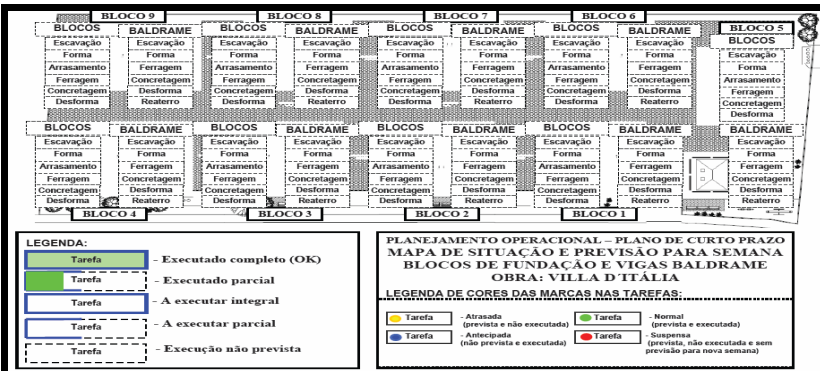 BLOCO 9 BLOCO 8 BLOCO 7 BLOCO 6
BLOCOS BALDRAME BLOCOS BALDRAME BLOCOS BALDRAME BLOCOS BALDRAME BLOCO 5
BLOCOS
Escavação Escavação Escavação Escavação Escavação Escavação Escavação Escavação Escavação
Forma Forma Forma Forma Forma Forma Forma Forma Forma
Arrasamento Ferragem Arrasamento Ferragem Arrasamento Ferragem Arrasamento Ferragem Arrasamento
Ferragem Concretagem Ferragem Concretagem Ferragem Concretagem Ferragem Concretagem Ferragem
Concretagem Desforma Concretagem Desforma Concretagem Desforma Concretagem Desforma Concretagem
Desforma Reaterro Desforma Reaterro Desforma Reaterro Desforma Reaterro Desforma
BLOCOS BALDRAME BLOCOS BALDRAME BLOCOS BALDRAME BLOCOS BALDRAME BALDRAME
Escavação Escavação Escavação Escavação Escavação Escavação Escavação Escavação Escavação
Forma Forma Forma Forma Forma Forma Forma Forma Forma
Arrasamento Ferragem Arrasamento Ferragem Arrasamento Ferragem Arrasamento Ferragem Ferragem
Ferragem Concretagem Ferragem Concretagem Ferragem Concretagem Ferragem Concretagem Concretagem
Concretagem Desforma Concretagem Desforma Concretagem Desforma Concretagem Desforma Desforma
Desforma Reaterro Desforma Reaterro Desforma Reaterro Desforma Reaterro Reaterro
BLOCO 4 BLOCO 3 BLOCO 2 BLOCO 1
LEGENDA:
Tarefa - Executado completo (OK)
Tarefa - Executado parcial
Tarefa - A executar integral
Tarefa - A executar parcial
Tarefa - Execução não prevista
PLANEJAMENTO OPERACIONAL – PLANO DE CURTO PRAZO
MAPA DE SITUAÇÃO E PREVISÃO PARA SEMANA
BLOCOS DE FUNDAÇÃO E VIGAS BALDRAME
OBRA: VILLA D´ITÁLIA
LEGENDA DE CORES DAS MARCAS NAS TAREFAS:
Tarefa - Atrasada
(prevista e não executada)
Tarefa - Normal
(prevista e executada)
Tarefa - Antecipada
(não prevista e executada)
Tarefa - Suspensa
(prevista, não executada e sem
previsão para nova semana)